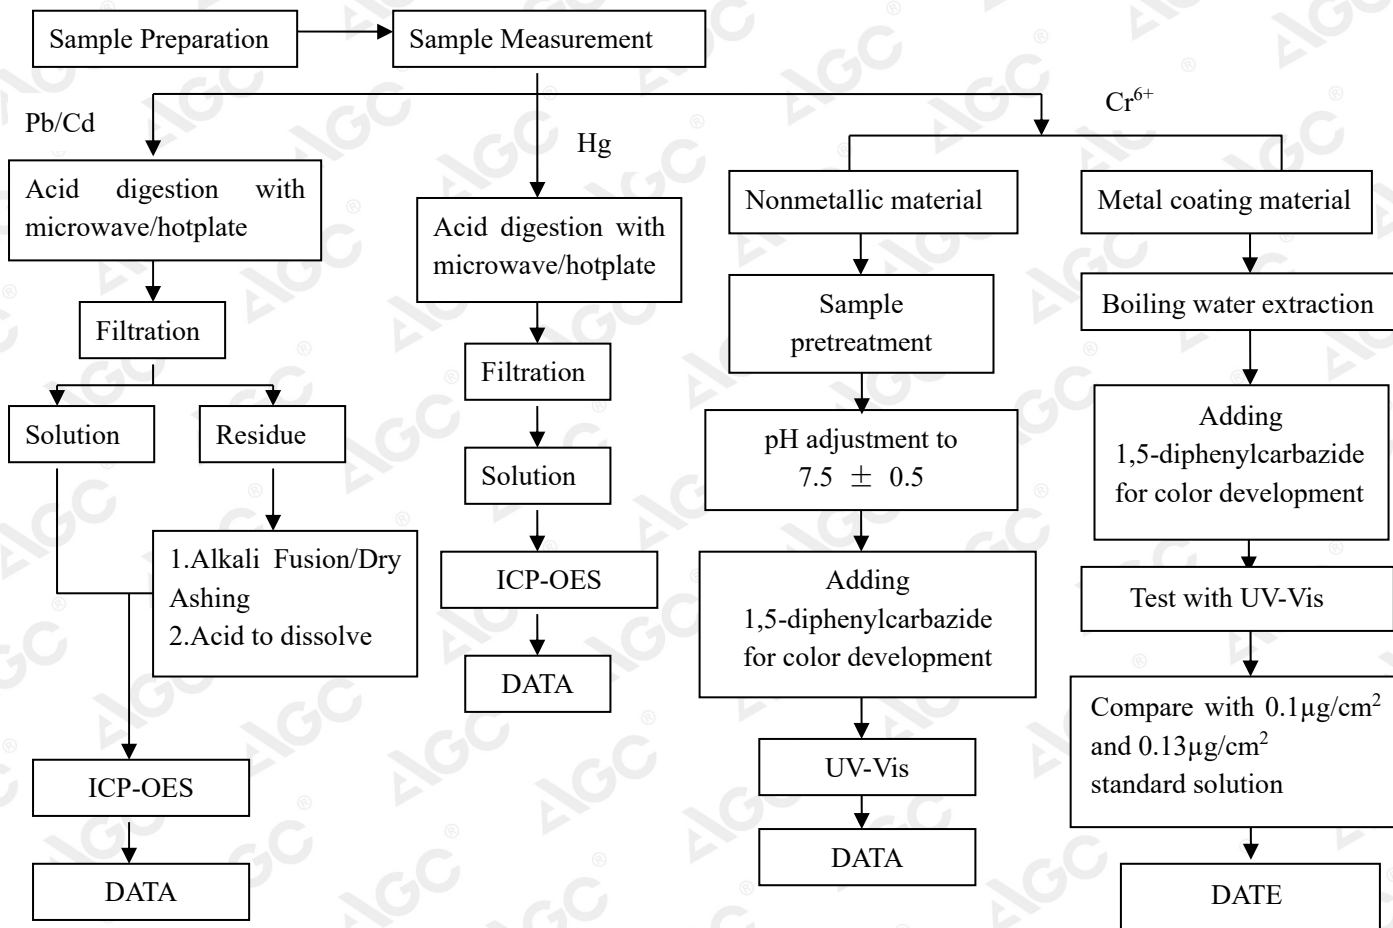 Sample Preparation
Sample Measurement
Pb/Cd
Acid digestion with
microwave/hotplate
Filtration
Solution
Residue
1.Alkali Fusion/Dry
Ashing
2.Acid to dissolve
ICP-OES
DATA
Hg
Acid digestion with
microwave/hotplate
Filtration
Solution
ICP-OES
DATA
Cr⁶⁺
Nonmetallic material
Sample
pretreatment
pH adjustment to
7.5 ± 0.5
Adding
1,5-diphenylcarbazide
for color development
UV-Vis
DATA
Metal coating material
Boiling water extraction
Adding
1,5-diphenylcarbazide
for color development
Test with UV-Vis
Compare with 0.1µg/cm²
and 0.13µg/cm²
standard solution
DATE
AGC®